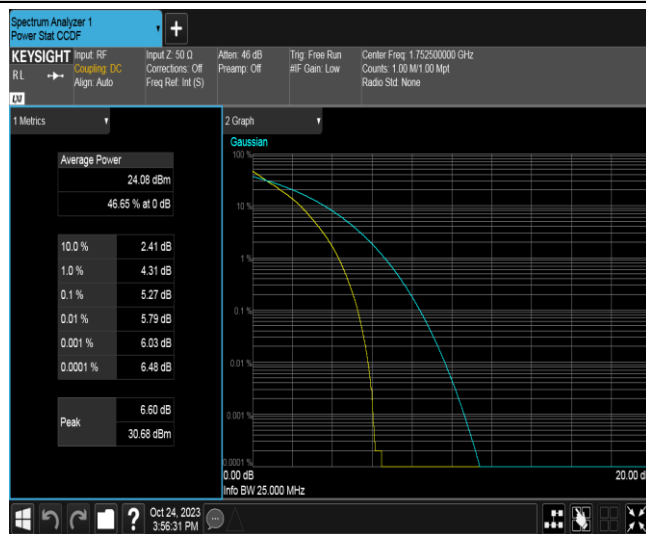 Spectrum Analyzer 1
Power Stat CCDF
+
KEYSIGHT
RL
Input: RF
Coupling: DC
Align: Auto
Input Z: 50 Ω
Corrections: Off
Freq Ref: Int (S)
Atten: 46 dB
Preamp: Off
Trig: Free Run
#IF Gain: Low
Center Freq: 1.752500000 GHz
Counts: 1.00 M/1.00 Mpt
Radio Std: None
LXI
1 Metrics
Average Power
24.08 dBm
46.65 % at 0 dB
10.0 % 2.41 dB
1.0 % 4.31 dB
0.1 % 5.27 dB
0.01 % 5.79 dB
0.001 % 6.03 dB
0.0001 % 6.48 dB
Peak
6.60 dB
30.68 dBm
2 Graph
Gaussian
100 %
10 %
1 %
0.1 %
0.01 %
0.001 %
0.0001 %
0.00 dB
20.00 d
Info BW 25.000 MHz
?
Oct 24, 2023
3:56:31 PM